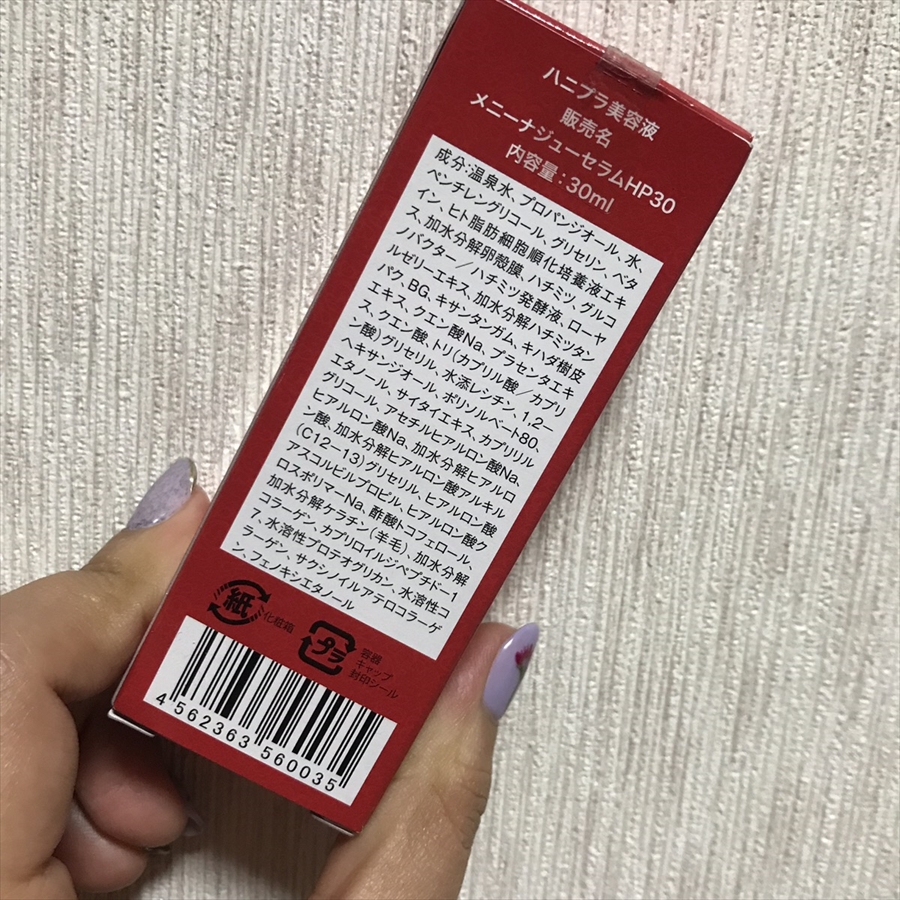 ハニプラ美容液
販売名
メニーナジューセラムHP30
内容量：30ml
成分：温泉水、プロパンジオール、水、
ペンチレングリコール、グリセリン、ベタ
イン、ヒト脂肪細胞順化培養液エキ
ス、加水分解卵殻膜、ハチミツ、グルコ
ノバクター／ハチミツ発酵液、ローヤ
ルゼリーエキス、加水分解ハチミツタン
パク、BG、キサンタンガム、キハダ樹皮
エキス、クエン酸Na、プラセンタエキ
ス、クエン酸、トリ(カプリル酸／カプリ
ン酸)グリセリル、水添レシチン、1,2−
ヘキサンジオール、ポリソルベート80、
エタノール、サイタイエキス、カプリリル
グリコール、アセチルヒアルロン酸Na、
ヒアルロン酸Na、加水分解ヒアルロ
ン酸、加水分解ヒアルロン酸アルキル
(C12−13)グリセリル、ヒアルロン酸
アスコルビルプロピル、ヒアルロン酸ク
ロスポリマーNa、酢酸トコフェロール、
加水分解ケラチン(羊毛)、加水分解
コラーゲン、カプリロイルジペプチド−1
7、水溶性プロテオグリカン、水溶性コ
ラーゲン、サクシノイルアテロコラーゲ
ン、フェノキシエタノール
紙
化粧箱
プラ
容器
キャップ
封印シール
4 562363 560035